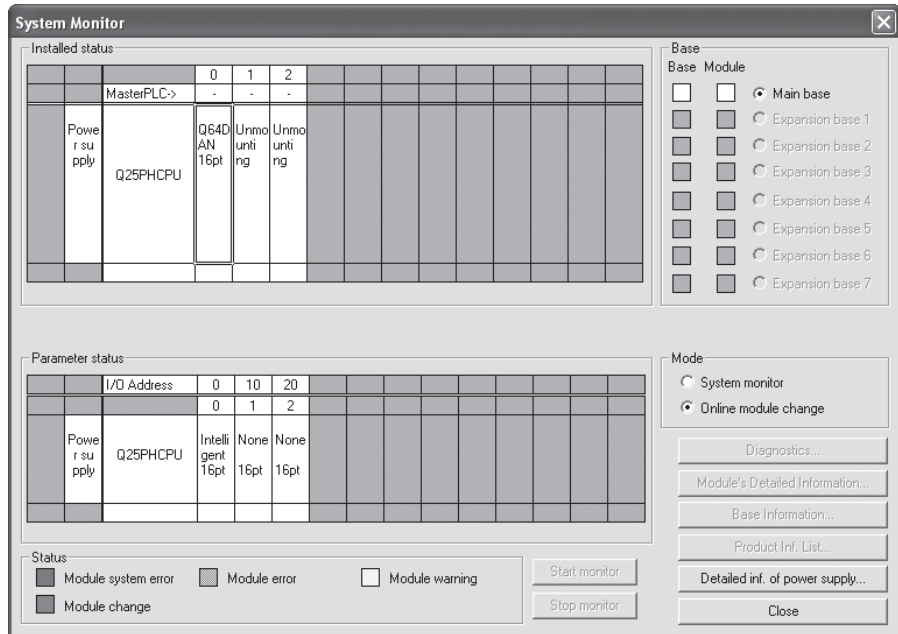 System Monitor
Installed status
0 1 2
MasterPLC-> - - -
Powe
r su
pply
Q25PHCPU
Q64D
AN
16pt
Unmo
unti
ng
Unmo
unti
ng
Base
Base Module
Main base
Expansion base 1
Expansion base 2
Expansion base 3
Expansion base 4
Expansion base 5
Expansion base 6
Expansion base 7
Parameter status
I/O Address 0 10 20
0 1 2
Powe
r su
pply
Q25PHCPU
Intelli
gent
16pt
None
16pt
None
16pt
Mode
System monitor
Online module change
Diagnostics...
Module's Detailed Information...
Base Information...
Product Inf. List...
Detailed inf. of power supply...
Close
Status
Module system error
Module error
Module warning
Module change
Start monitor
Stop monitor